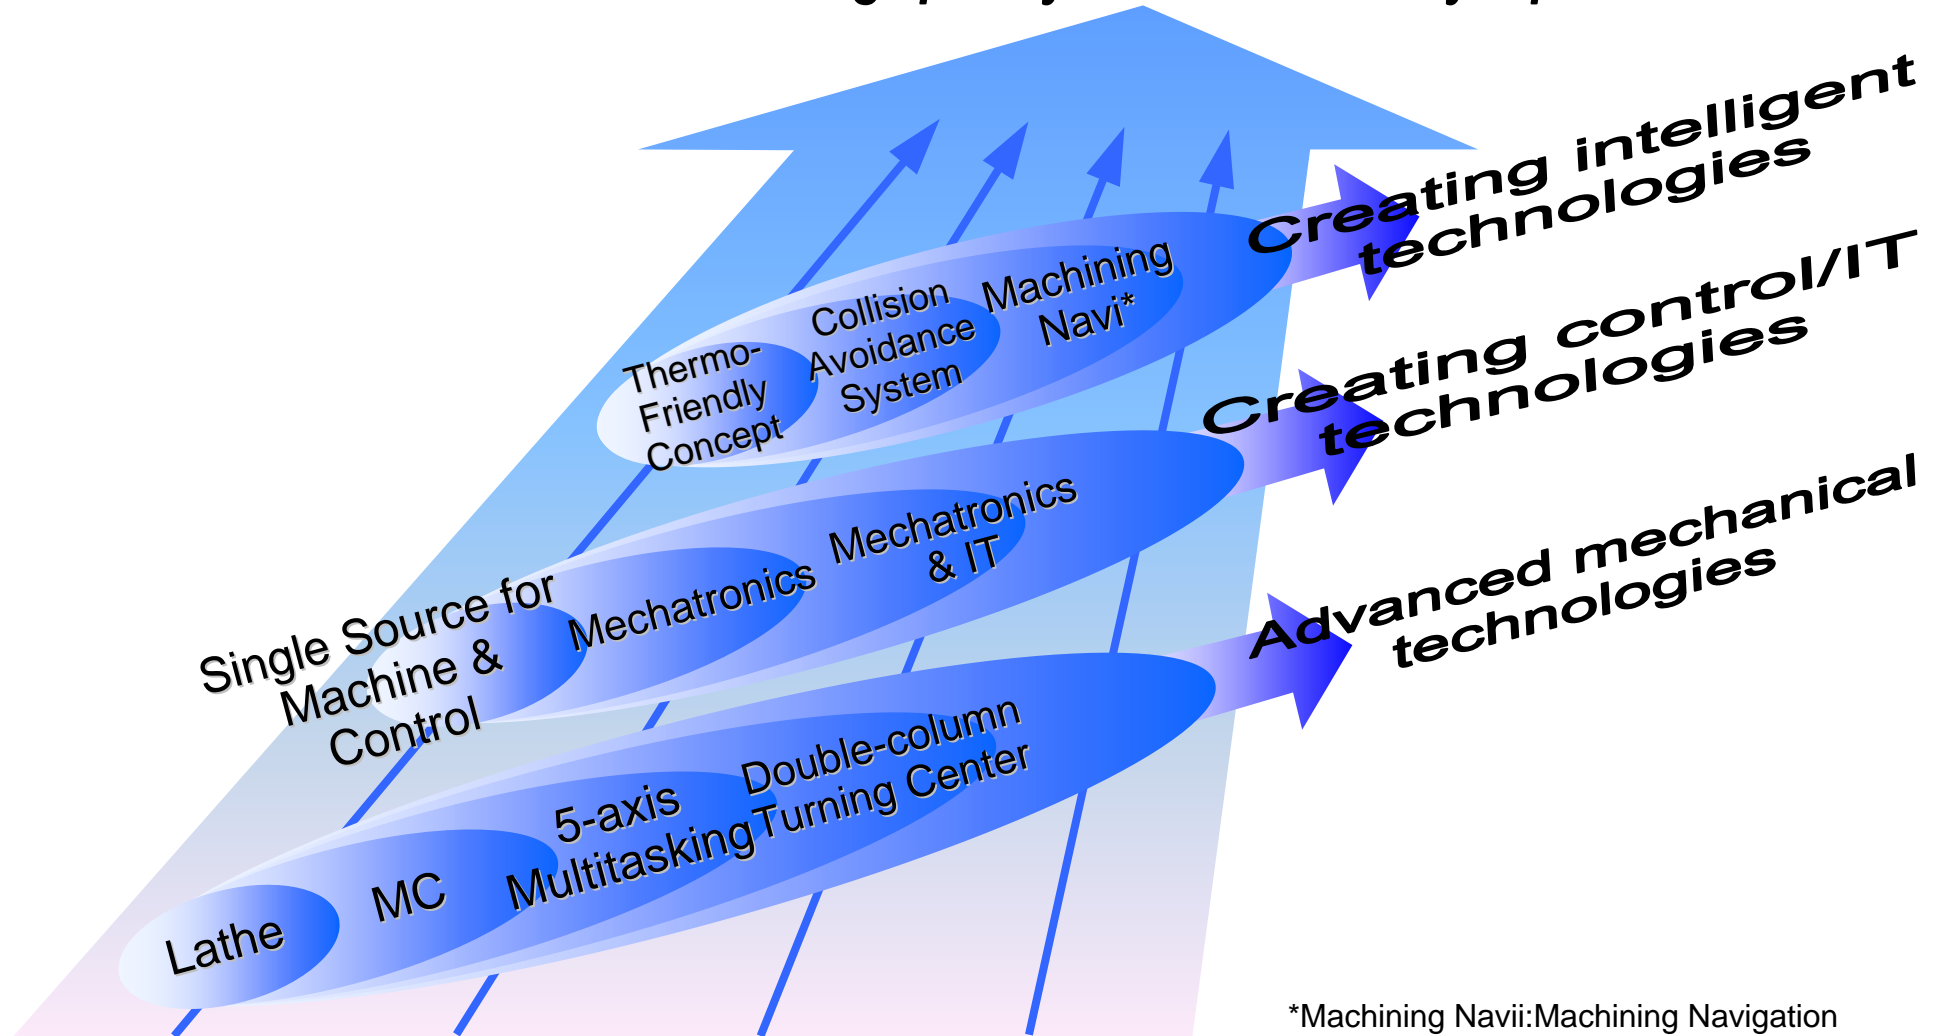 Creating intelligent
technologies
Thermo-
Friendly
Concept
Collision
Avoidance
System
Machining
Navi*
Creating control/IT
technologies
Single Source for
Machine &
Control
Mechatronics
Mechatronics
& IT
Advanced mechanical
technologies
Lathe
MC
5-axis
Multitasking
Double-column
Turning Center
*Machining Navii:Machining Navigation